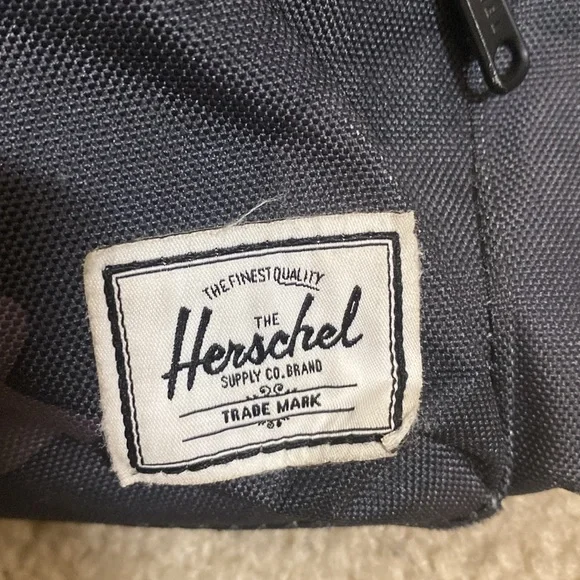 THE FINEST QUALITY
THE
Herschel
SUPPLY CO. BRAND
TRADE MARK